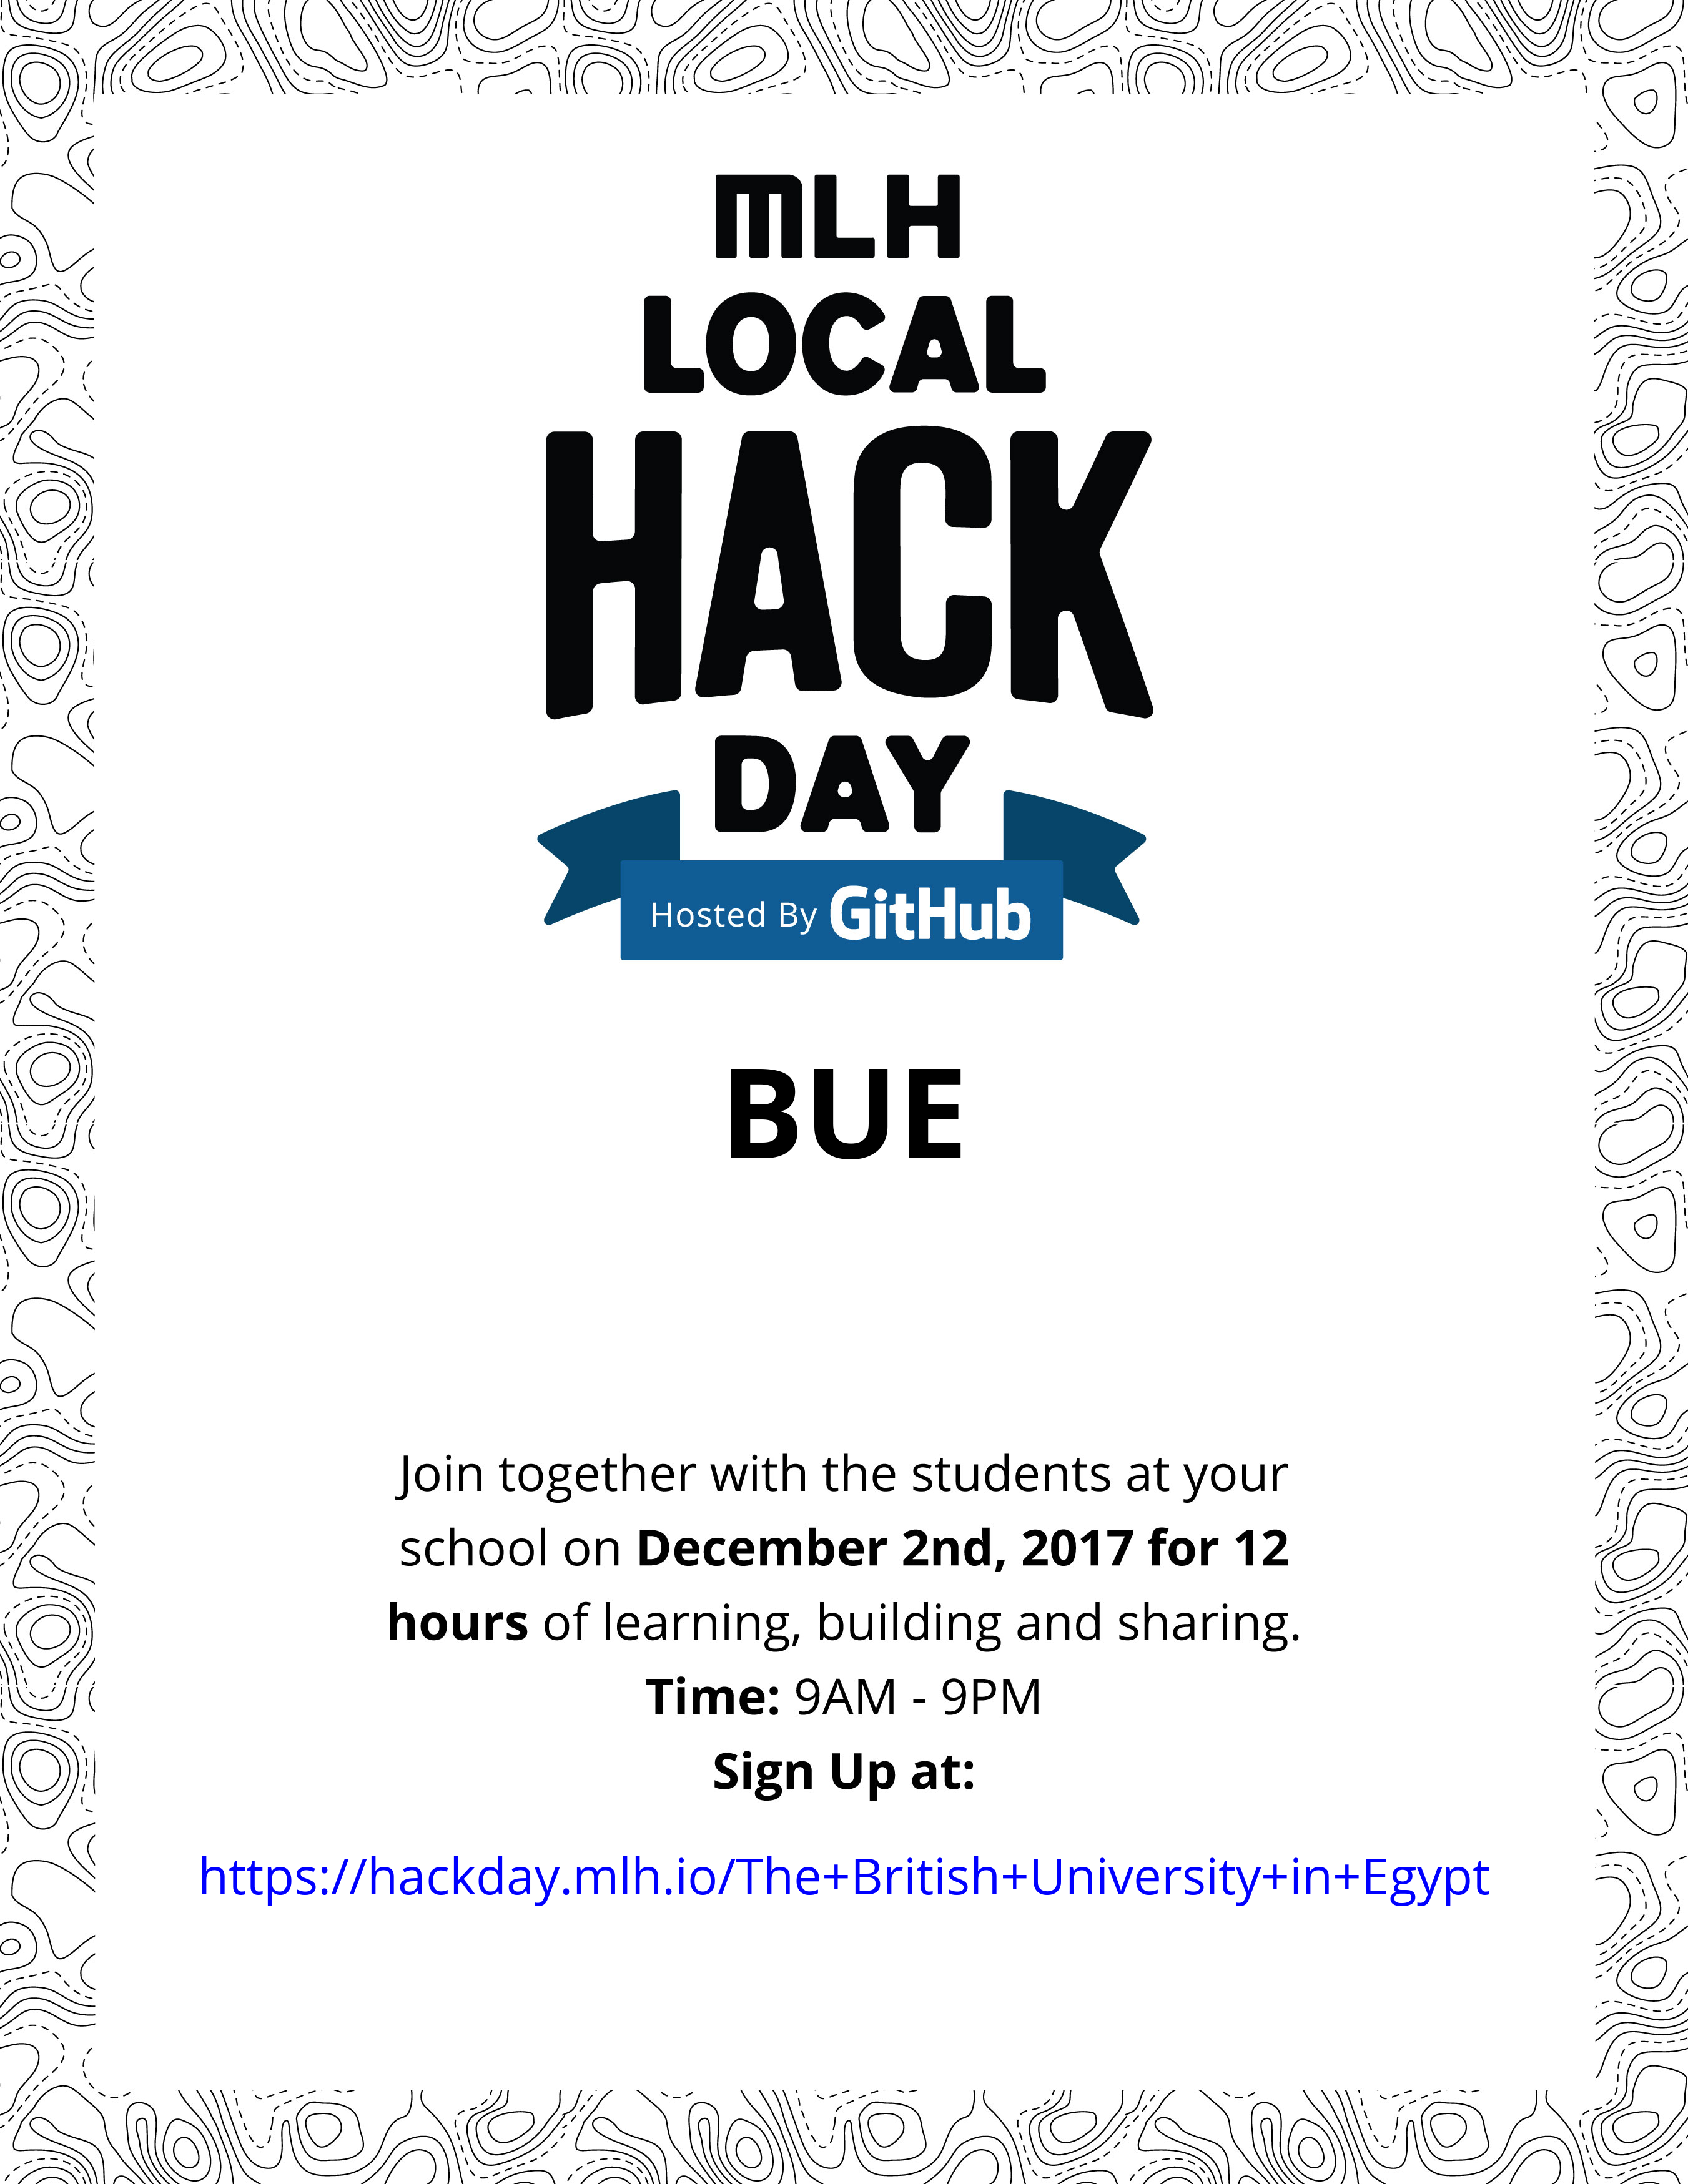 MLH
LOCAL
HACK
DAY
Hosted By GitHub
BUE
Join together with the students at your
school on December 2nd, 2017 for 12
hours of learning, building and sharing.
Time: 9AM - 9PM
Sign Up at:
https://hackday.mlh.io/The+British+University+in+Egypt